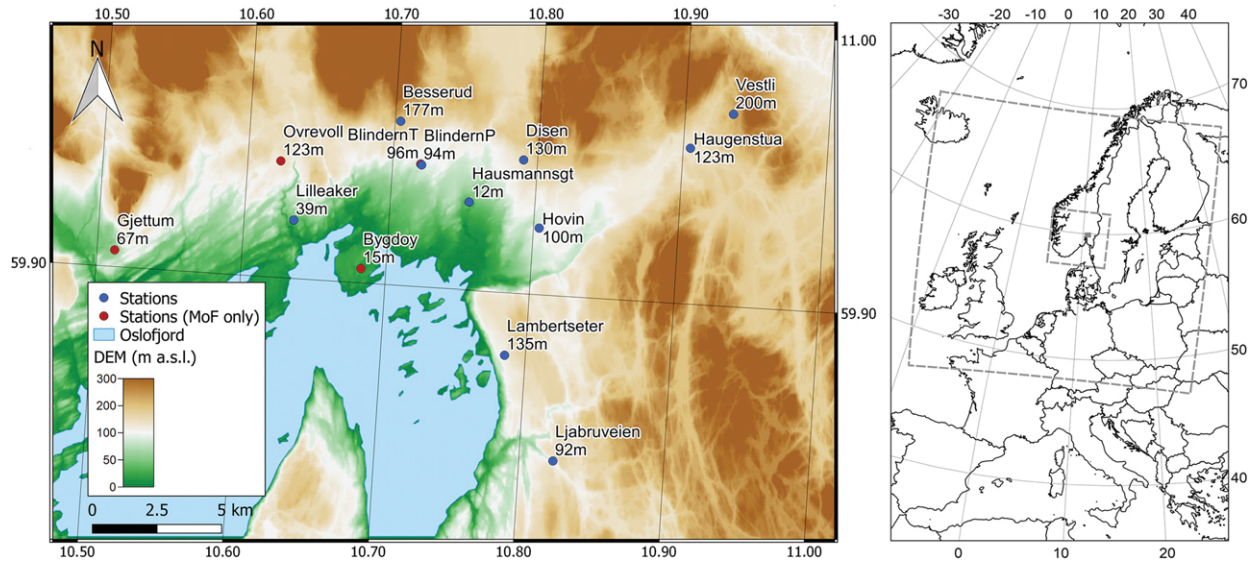 10.50 10.60 10.70 10.80 10.90
11.00
N
Vestli
200m
Besserud
177m
Ovrevoll
123m
BlindernT BlindernP
96m 94m
Disen
130m
Haugenstua
123m
Hausmannsgt
12m
Lilleaker
39m
Gjettum
67m
Hovin
100m
Bygdoy
15m
59.90
59.90
Stations
Stations (MoF only)
Oslofjord
DEM (m a.s.l.)
300
200
100
50
0
Lambertseter
135m
Ljabruveien
92m
0 2.5 5 km
10.50 10.60 10.70 10.80 10.90 11.00
-30 -20 -10 0 10 20 30 40
70
60
50
40
0 10 20